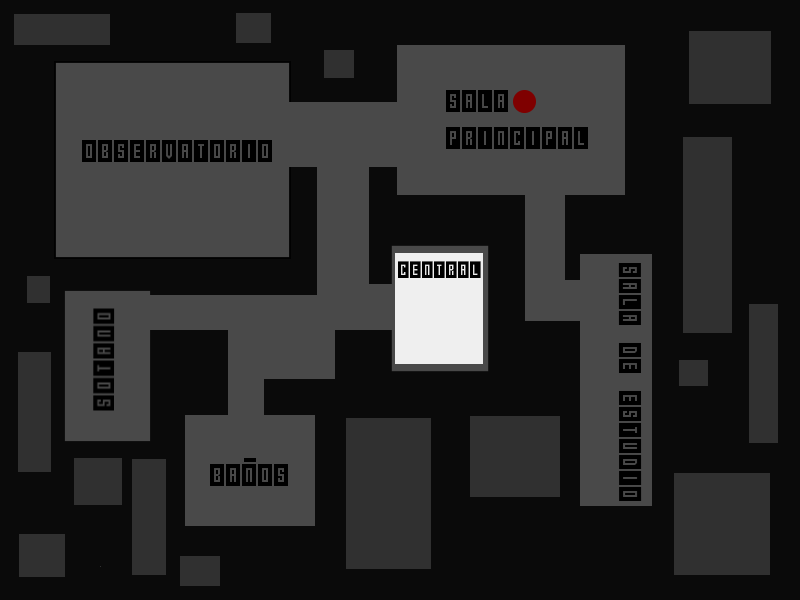 SALA
PRINCIPAL
OBSERVATORIO
CENTRAL
SALA DE ESTUDIO
SOTANO
BAÑOS